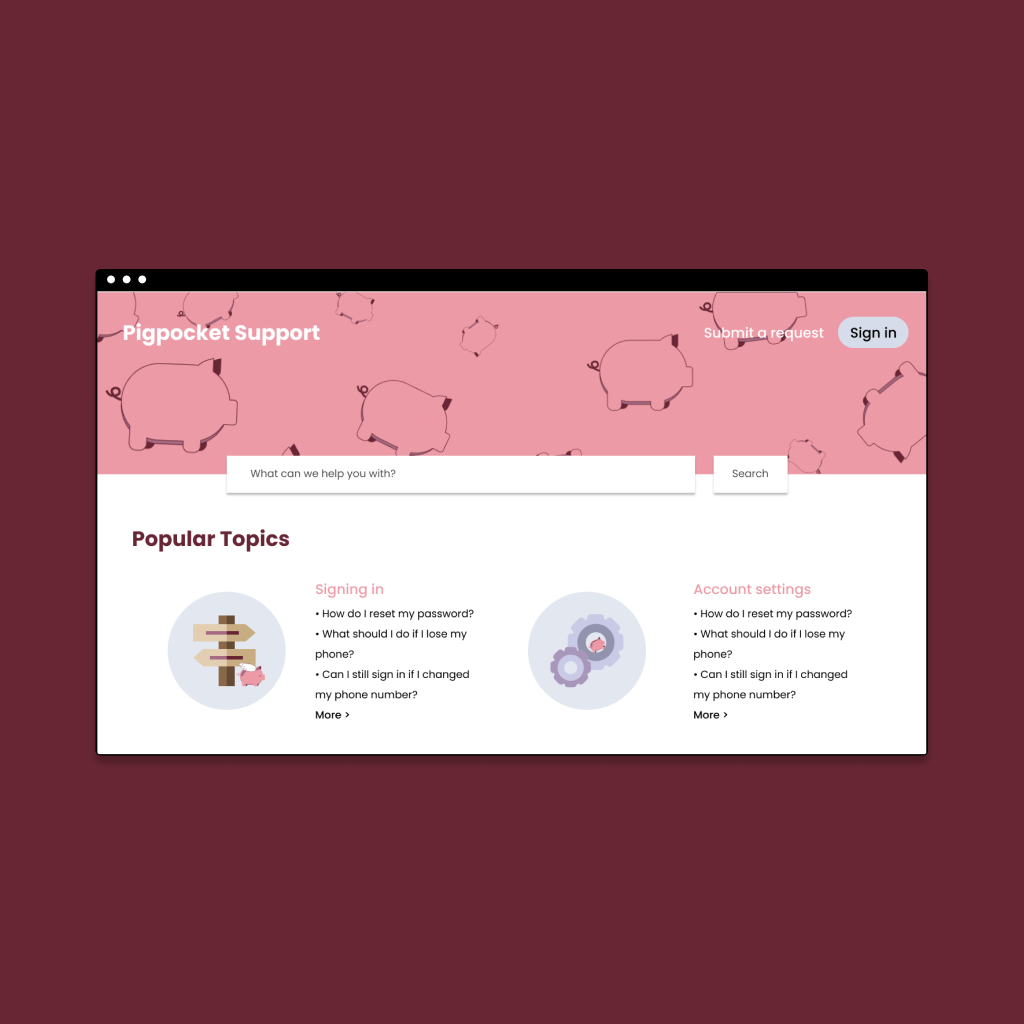 Pigpocket Support
Submit a request
Sign in
What can we help you with?
Search
Popular Topics
Signing in
• How do I reset my password?
• What should I do if I lose my
phone?
• Can I still sign in if I changed
my phone number?
More >
Account settings
• How do I reset my password?
• What should I do if I lose my
phone?
• Can I still sign in if I changed
my phone number?
More >